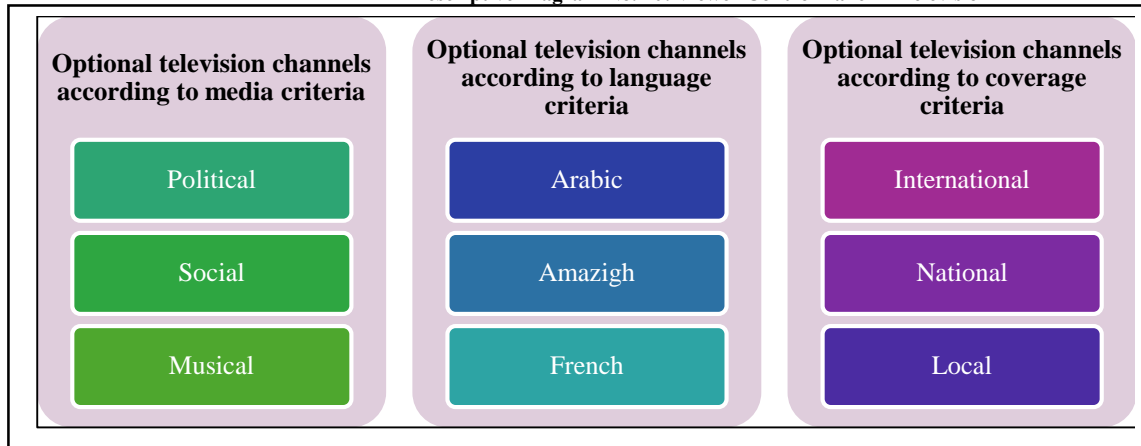 Optional television channels
according to media criteria
Political
Social
Musical
Optional television channels
according to language
criteria
Arabic
Amazigh
French
Optional television channels
according to coverage
criteria
International
National
Local